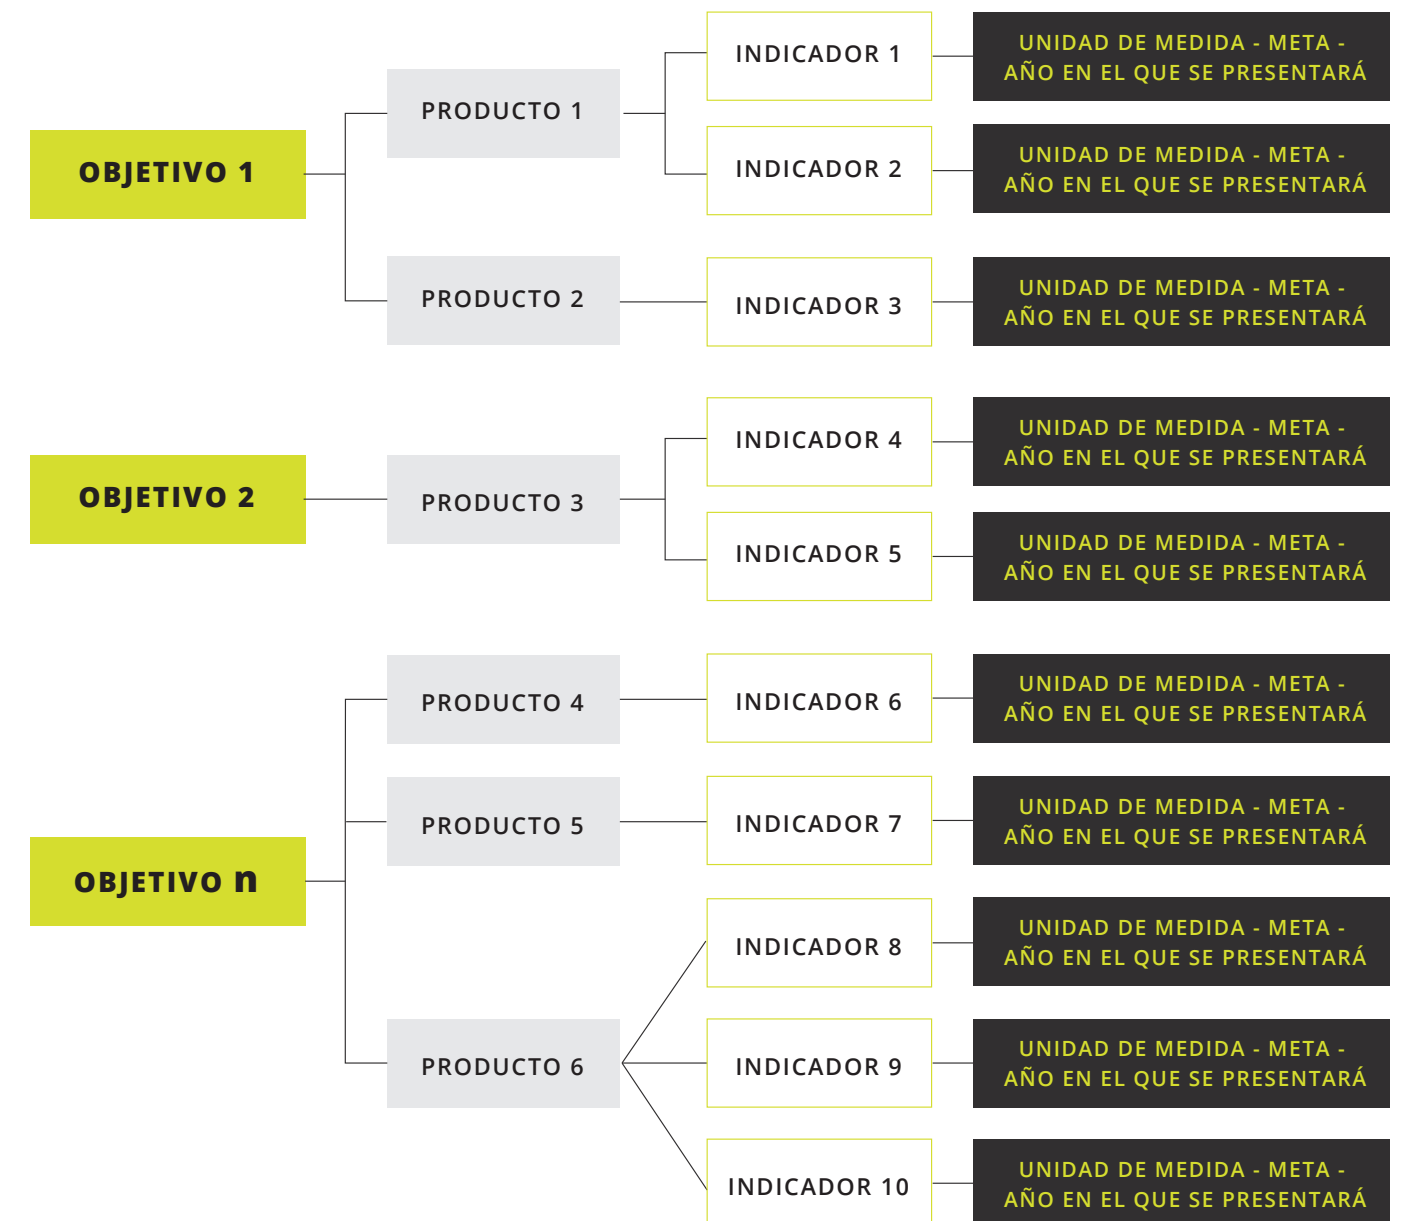 OBJETIVO 1
PRODUCTO 1
INDICADOR 1
UNIDAD DE MEDIDA - META -
AÑO EN EL QUE SE PRESENTARÁ
INDICADOR 2
UNIDAD DE MEDIDA - META -
AÑO EN EL QUE SE PRESENTARÁ
PRODUCTO 2
INDICADOR 3
UNIDAD DE MEDIDA - META -
AÑO EN EL QUE SE PRESENTARÁ
OBJETIVO 2
PRODUCTO 3
INDICADOR 4
UNIDAD DE MEDIDA - META -
AÑO EN EL QUE SE PRESENTARÁ
INDICADOR 5
UNIDAD DE MEDIDA - META -
AÑO EN EL QUE SE PRESENTARÁ
OBJETIVO n
PRODUCTO 4
INDICADOR 6
UNIDAD DE MEDIDA - META -
AÑO EN EL QUE SE PRESENTARÁ
PRODUCTO 5
INDICADOR 7
UNIDAD DE MEDIDA - META -
AÑO EN EL QUE SE PRESENTARÁ
PRODUCTO 6
INDICADOR 8
UNIDAD DE MEDIDA - META -
AÑO EN EL QUE SE PRESENTARÁ
INDICADOR 9
UNIDAD DE MEDIDA - META -
AÑO EN EL QUE SE PRESENTARÁ
INDICADOR 10
UNIDAD DE MEDIDA - META -
AÑO EN EL QUE SE PRESENTARÁ